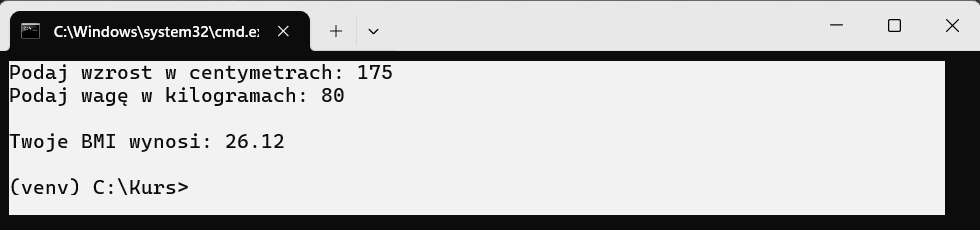 C:\Windows\system32\cmd.e
Podaj wzrost w centymetrach: 175
Podaj wagę w kilogramach: 80
Twoje BMI wynosi: 26.12
(venv) C:\Kurs>